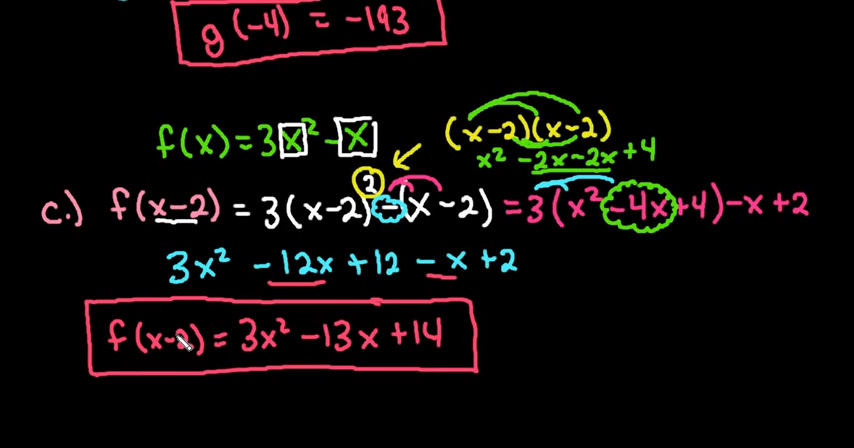 g(-4) = -193
f(x) = 3x² - x
(x-2)(x-2)
x² - 2x - 2x + 4
c.) f(x-2) = 3(x-2)² - (x-2) = 3(x² - 4x + 4) - x + 2
3x² - 12x + 12 - x + 2
f(x-2) = 3x² - 13x + 14